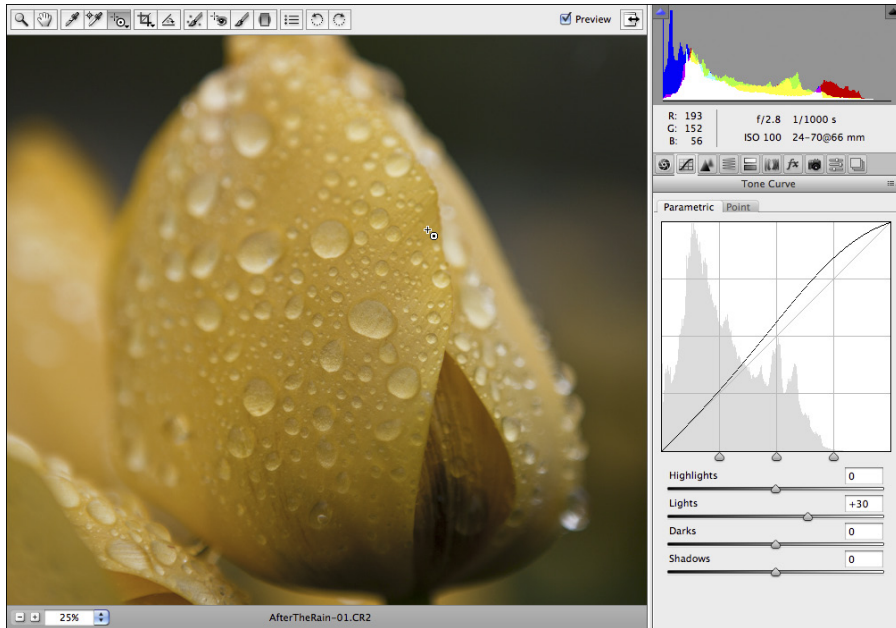 Preview
R: 193
G: 152
B: 56
f/2.8 1/1000 s
ISO 100 24-70@66 mm
fx
Tone Curve
Parametric Point
Highlights 0
Lights +30
Darks 0
Shadows 0
25%
AfterTheRain-01.CR2